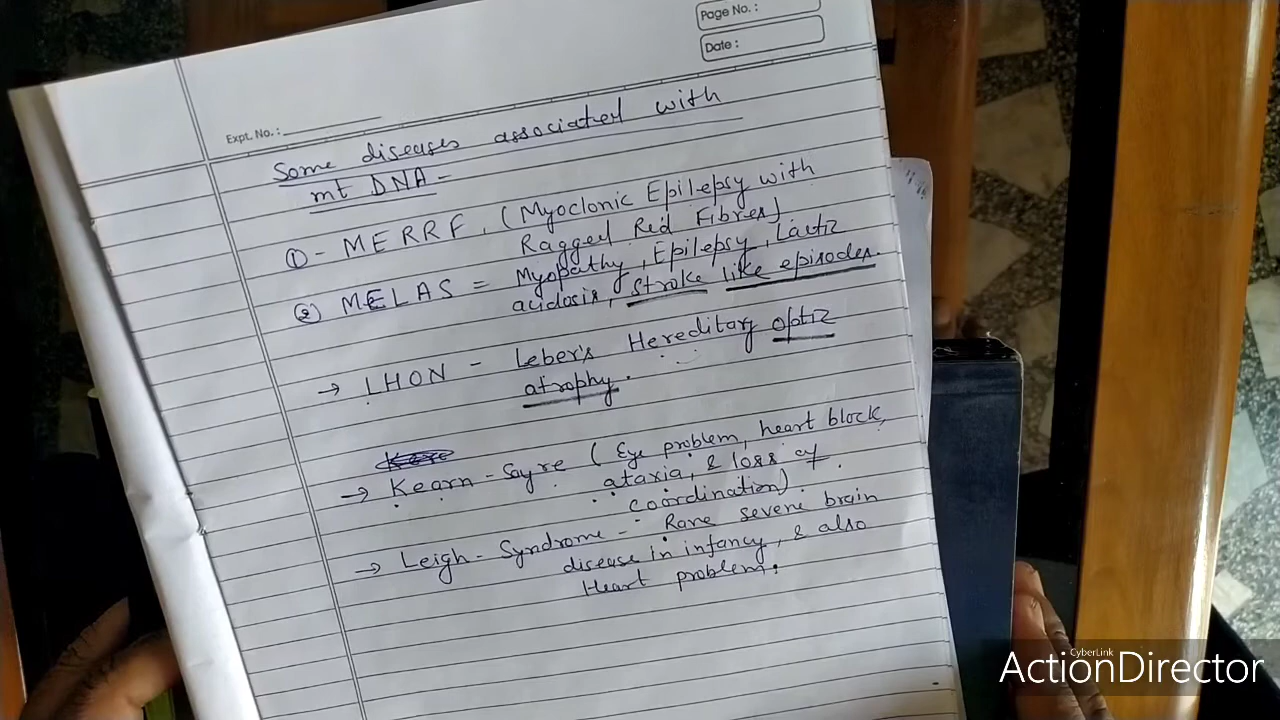 Page No. :
Date :
Expt. No. :
Some diseases associated with
mt DNA -
① - MERRF, (Myoclonic Epilepsy with
Ragged Red Fibres)
② MELAS = Myopathy, Epilepsy, Lactic
acidosis, stroke like episodes.
→ LHON - Leber's Hereditary optic
atrophy.
→ Kearn - Sayre (Eye problem, heart block,
ataxia, & loss of
coordination)
→ Leigh - Syndrome - Rare severe brain
disease in infancy, & also
Heart problem.
CyberLink
ActionDirector